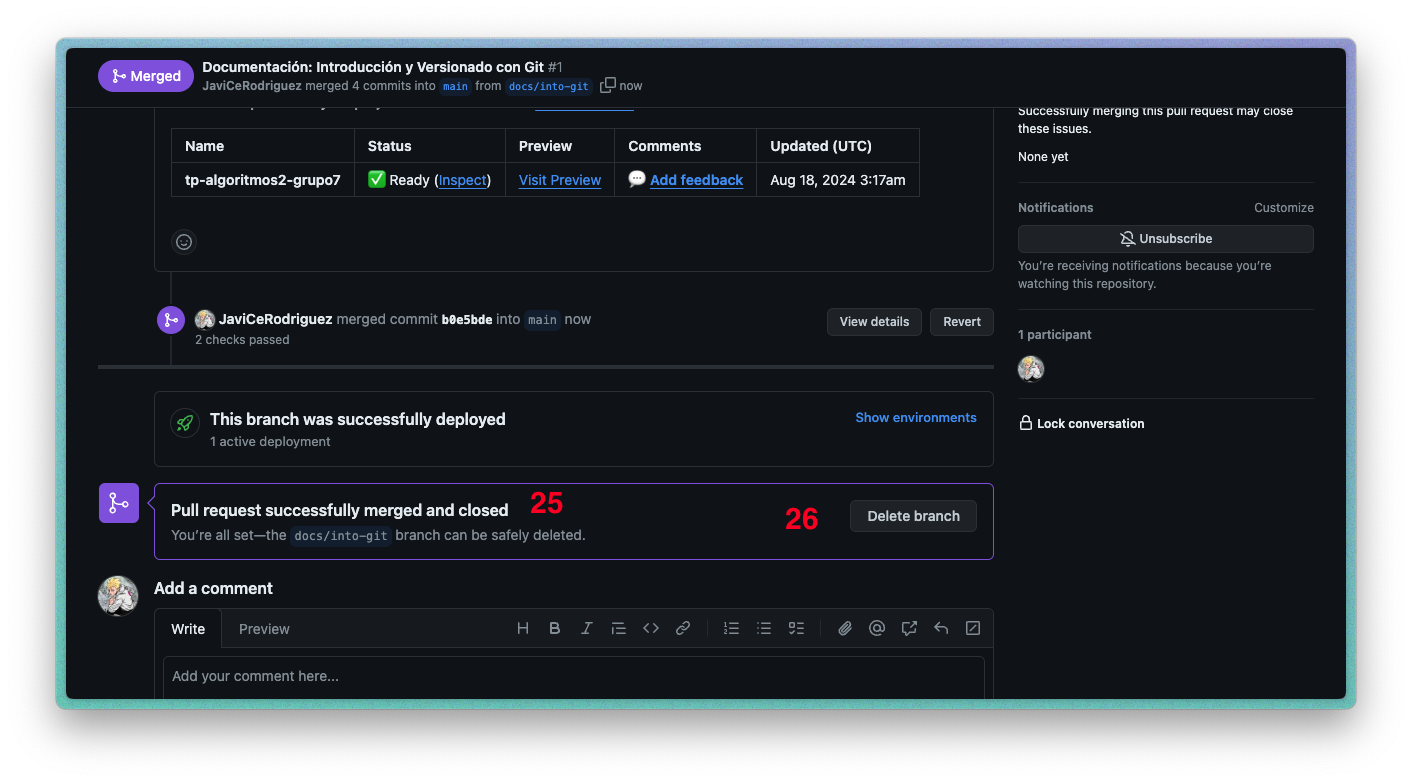 Merged
Documentación: Introducción y Versionado con Git #1
JaviCeRodriguez merged 4 commits into main from docs/into-git now
Name Status Preview Comments Updated (UTC)
tp-algoritmos2-grupo7 Ready (Inspect) Visit Preview Add feedback Aug 18, 2024 3:17am
JaviCeRodriguez merged commit b0e5bde into main now
2 checks passed
View details
Revert
This branch was successfully deployed
1 active deployment
Show environments
Pull request successfully merged and closed
25
You're all set—the docs/into-git branch can be safely deleted.
26
Delete branch
Add a comment
Write
Preview
Add your comment here...
Successfully merging this pull request may close
these issues.
None yet
Notifications
Customize
Unsubscribe
You're receiving notifications because you're
watching this repository.
1 participant
Lock conversation